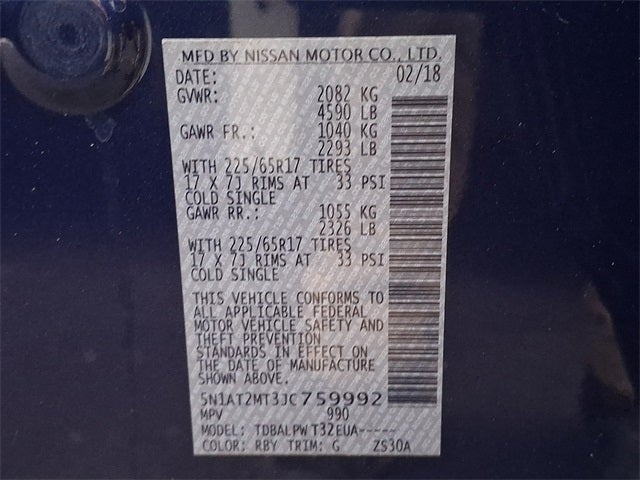 MFD BY NISSAN MOTOR CO., LTD.
DATE: 02/18
GVWR: 2082 KG
4590 LB
GAWR FR.: 1040 KG
2293 LB
WITH 225/65R17 TIRES
17 X 7J RIMS AT 33 PSI
COLD SINGLE
GAWR RR.: 1055 KG
2326 LB
WITH 225/65R17 TIRES
17 X 7J RIMS AT 33 PSI
COLD SINGLE
THIS VEHICLE CONFORMS TO
ALL APPLICABLE FEDERAL
MOTOR VEHICLE SAFETY AND
THEFT PREVENTION
STANDARDS IN EFFECT ON
THE DATE OF MANUFACTURE
SHOWN ABOVE.
5N1AT2MT3JC759992
MPV 990
MODEL: TDBALPW T32EUA-----
COLOR: RBY TRIM: G ZS30A